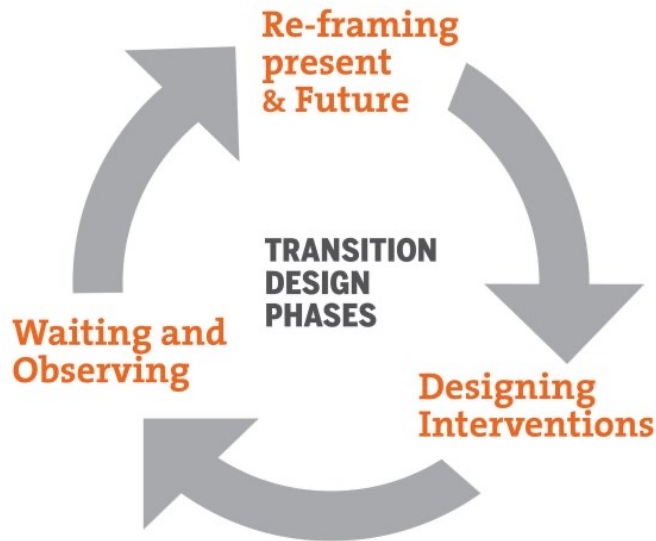 Re-framing
present
& Future
TRANSITION
DESIGN
PHASES
Waiting and
Observing
Designing
Interventions